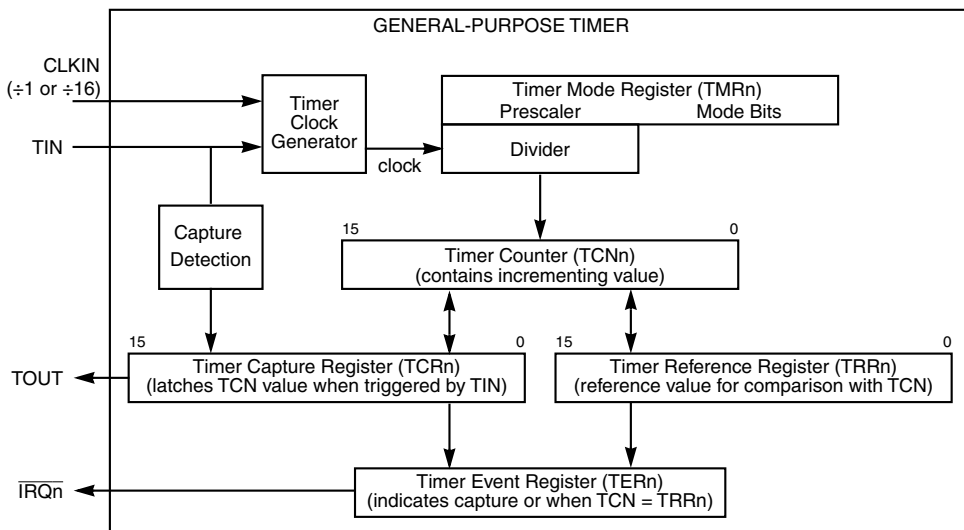 GENERAL-PURPOSE TIMER
CLKIN
(÷1 or ÷16)
TIN
Timer
Clock
Generator
clock
Timer Mode Register (TMRn)
Prescaler Mode Bits
Divider
Capture
Detection
15 0
Timer Counter (TCNn)
(contains incrementing value)
15 0
Timer Capture Register (TCRn)
(latches TCN value when triggered by TIN)
15 0
Timer Reference Register (TRRn)
(reference value for comparison with TCN)
TOUT
Timer Event Register (TERn)
(indicates capture or when TCN = TRRn)
IRQn